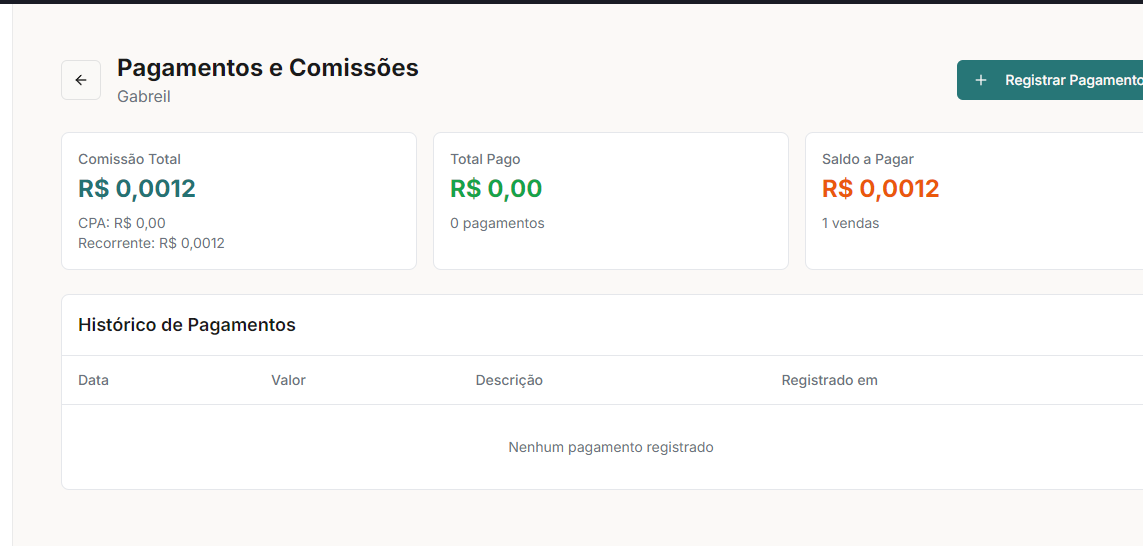 Pagamentos e Comissões
Gabreil
Registrar Pagamento
Comissão Total
R$ 0,0012
CPA: R$ 0,00
Recorrente: R$ 0,0012
Total Pago
R$ 0,00
0 pagamentos
Saldo a Pagar
R$ 0,0012
1 vendas
Histórico de Pagamentos
Data Valor Descrição Registrado em
Nenhum pagamento registrado